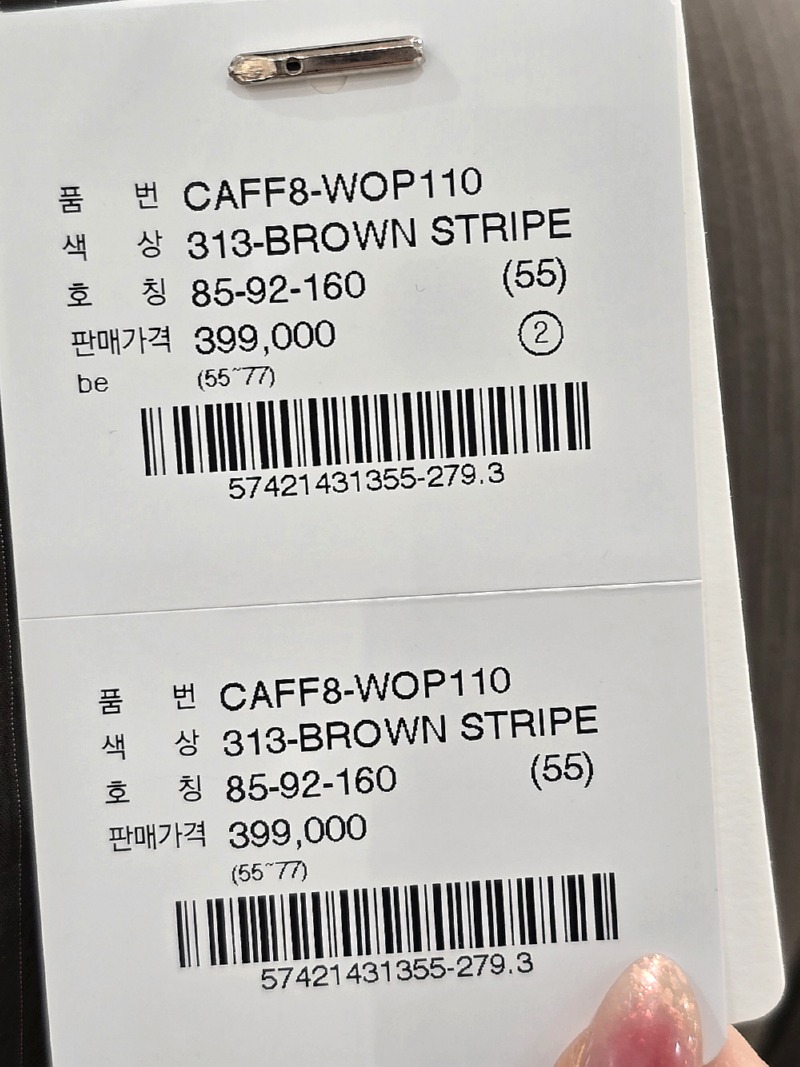 품 번 CAFF8-WOP110
색 상 313-BROWN STRIPE
호 칭 85-92-160 (55)
판매가격 399,000 ②
be (55~77)
57421431355-279.3
품 번 CAFF8-WOP110
색 상 313-BROWN STRIPE
호 칭 85-92-160 (55)
판매가격 399,000
(55~77)
57421431355-279.3